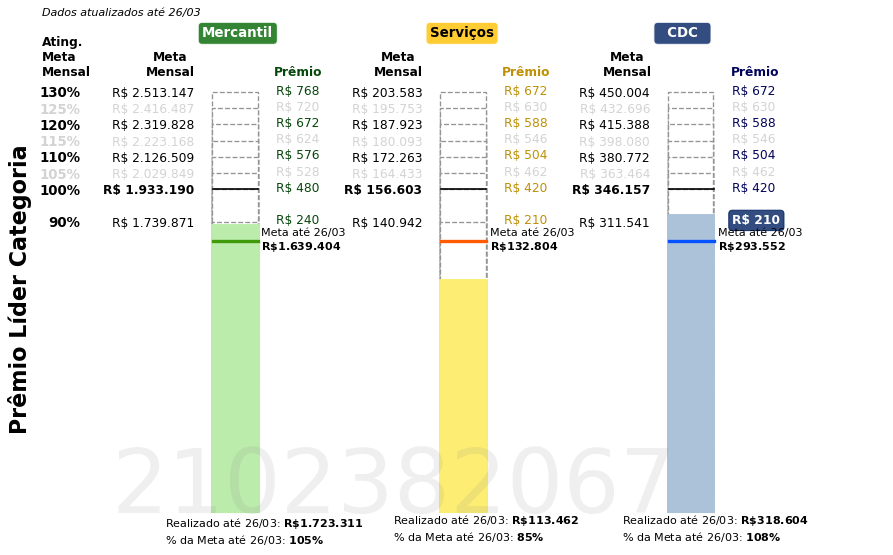 Dados atualizados até 26/03
Mercantil Serviços CDC
Ating. Meta Mensal Meta Mensal Prêmio Meta Mensal Prêmio Meta Mensal Prêmio
130% R$ 2.513.147 R$ 768 R$ 203.583 R$ 672 R$ 450.004 R$ 672
125% R$ 2.416.487 R$ 720 R$ 195.753 R$ 630 R$ 432.696 R$ 630
120% R$ 2.319.828 R$ 672 R$ 187.923 R$ 588 R$ 415.388 R$ 588
115% R$ 2.223.168 R$ 624 R$ 180.093 R$ 546 R$ 398.080 R$ 546
110% R$ 2.126.509 R$ 576 R$ 172.263 R$ 504 R$ 380.772 R$ 504
105% R$ 2.029.849 R$ 528 R$ 164.433 R$ 462 R$ 363.464 R$ 462
100% R$ 1.933.190 R$ 480 R$ 156.603 R$ 420 R$ 346.157 R$ 420
90% R$ 1.739.871 R$ 240 R$ 140.942 R$ 210 R$ 311.541 R$ 210
Meta até 26/03 Meta até 26/03 Meta até 26/03
R$1.639.404 R$132.804 R$293.552
Prêmio Líder Categoria
2102382067
Realizado até 26/03: R$1.723.311 Realizado até 26/03: R$113.462 Realizado até 26/03: R$318.604
% da Meta até 26/03: 105% % da Meta até 26/03: 85% % da Meta até 26/03: 108%